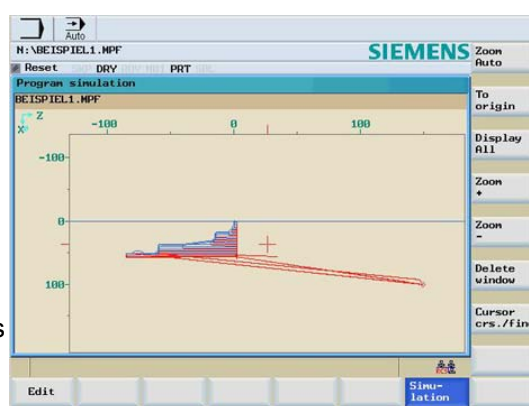 Auto
N:\BEISPIEL1.MPF
SIEMENS
Reset DRY PRT
Program simulation
BEISPIEL1.MPF
Z
X
-100 0 100
-100
0
100
s
Zoom Auto
To origin
Display All
Zoom +
Zoom -
Delete window
Cursor crs./fin
Edit
Simu-
lation